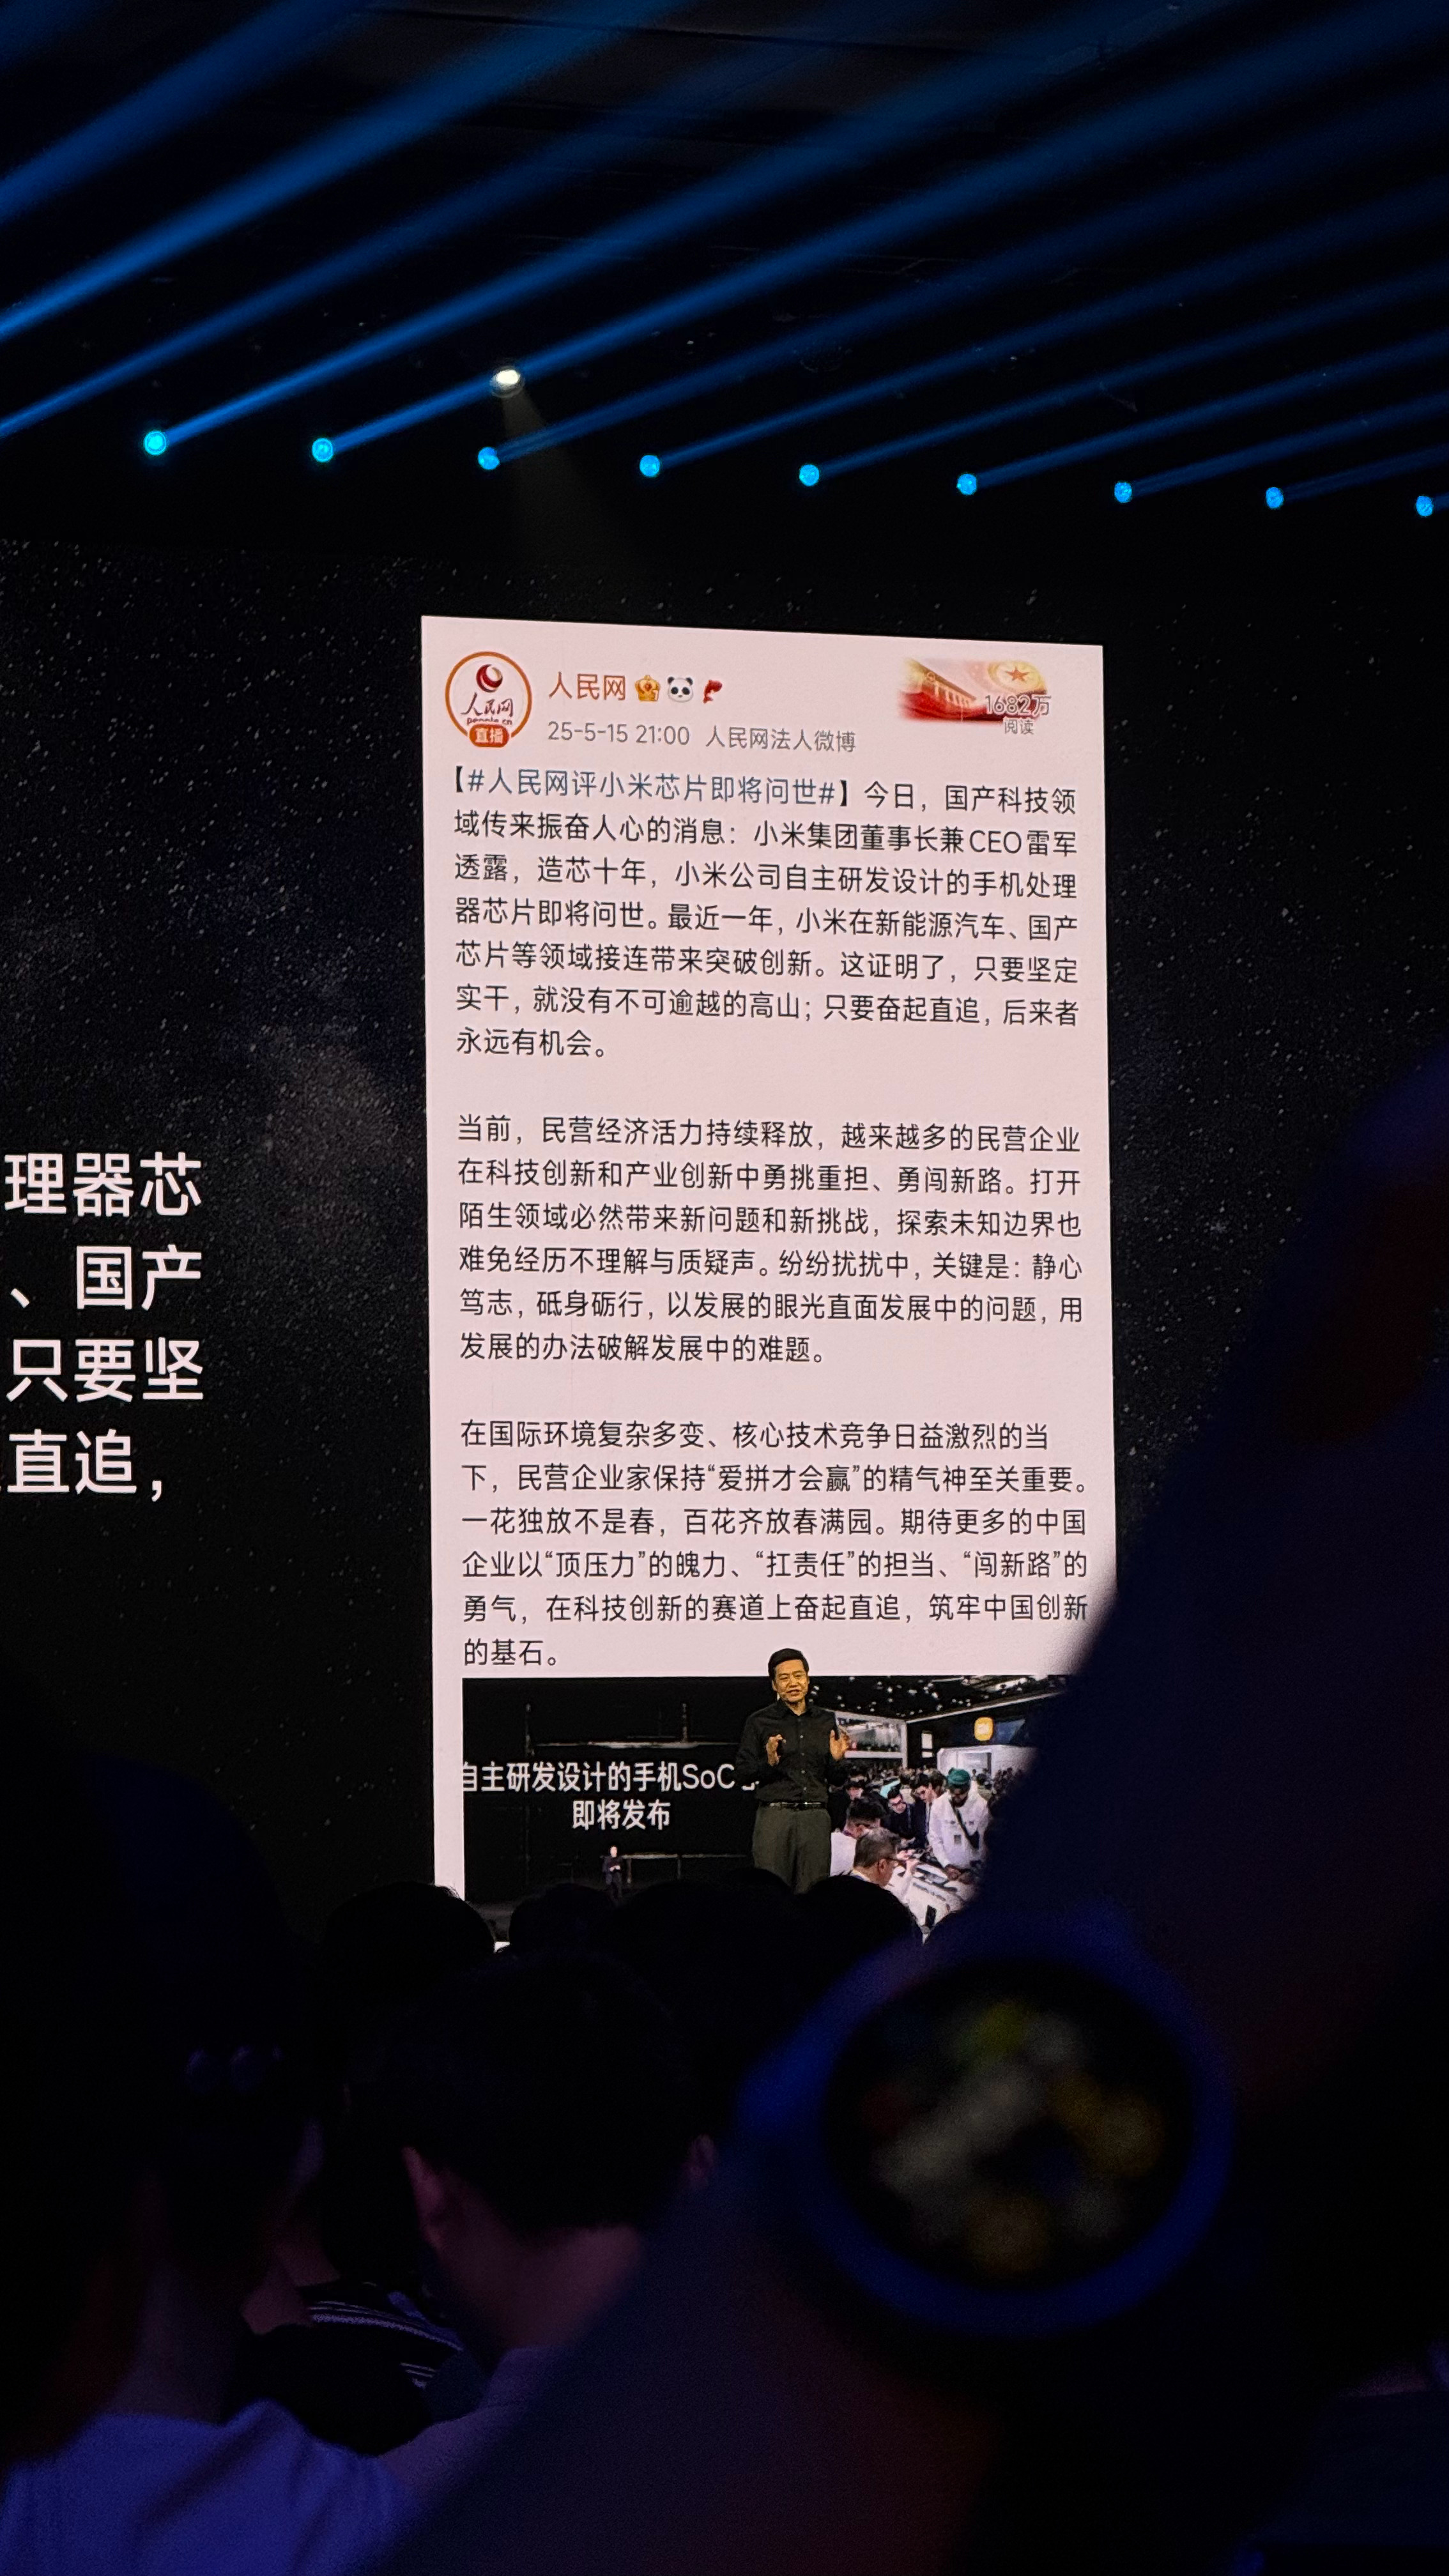 理器芯
、国产
只要坚
直追，
人民网
people.cn
直播
人民网
25-5-15 21:00 人民网法人微博
1682万
阅读
【#人民网评小米芯片即将问世#】今日，国产科技领
域传来振奋人心的消息：小米集团董事长兼CEO雷军
透露，造芯十年，小米公司自主研发设计的手机处理
器芯片即将问世。最近一年，小米在新能源汽车、国产
芯片等领域接连带来突破创新。这证明了，只要坚定
实干，就没有不可逾越的高山；只要奋起直追，后来者
永远有机会。
当前，民营经济活力持续释放，越来越多的民营企业
在科技创新和产业创新中勇挑重担、勇闯新路。打开
陌生领域必然带来新问题和新挑战，探索未知边界也
难免经历不理解与质疑声。纷纷扰扰中，关键是：静心
笃志，砥身砺行，以发展的眼光直面发展中的问题，用
发展的办法破解发展中的难题。
在国际环境复杂多变、核心技术竞争日益激烈的当
下，民营企业家保持“爱拼才会赢”的精气神至关重要。
一花独放不是春，百花齐放春满园。期待更多的中国
企业以“顶压力”的魄力、“扛责任”的担当、“闯新路”的
勇气，在科技创新的赛道上奋起直追，筑牢中国创新
的基石。
自主研发设计的手机SoC
即将发布